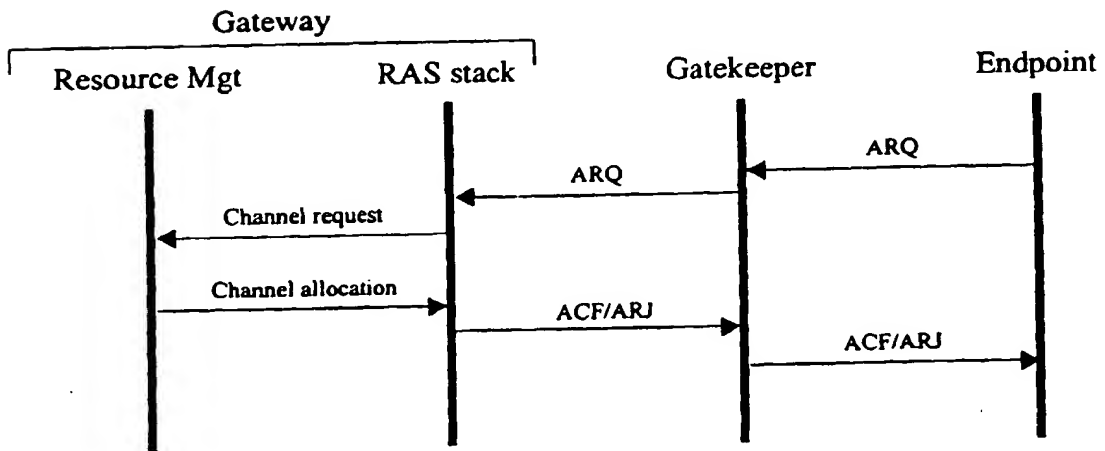 Gateway
Resource Mgt
RAS stack
Gatekeeper
Endpoint
ARQ
ARQ
Channel request
Channel allocation
ACF/ARJ
ACF/ARJ